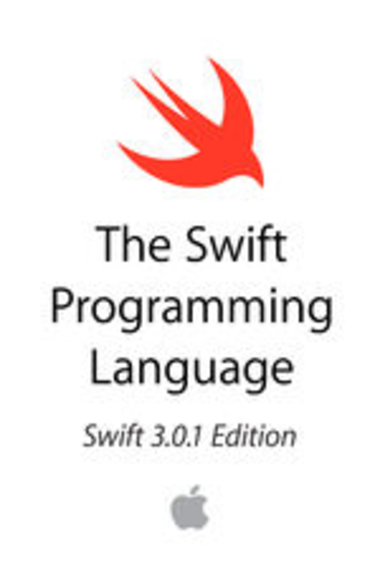 The Swift
Programming
Language
Swift 3.0.1 Edition